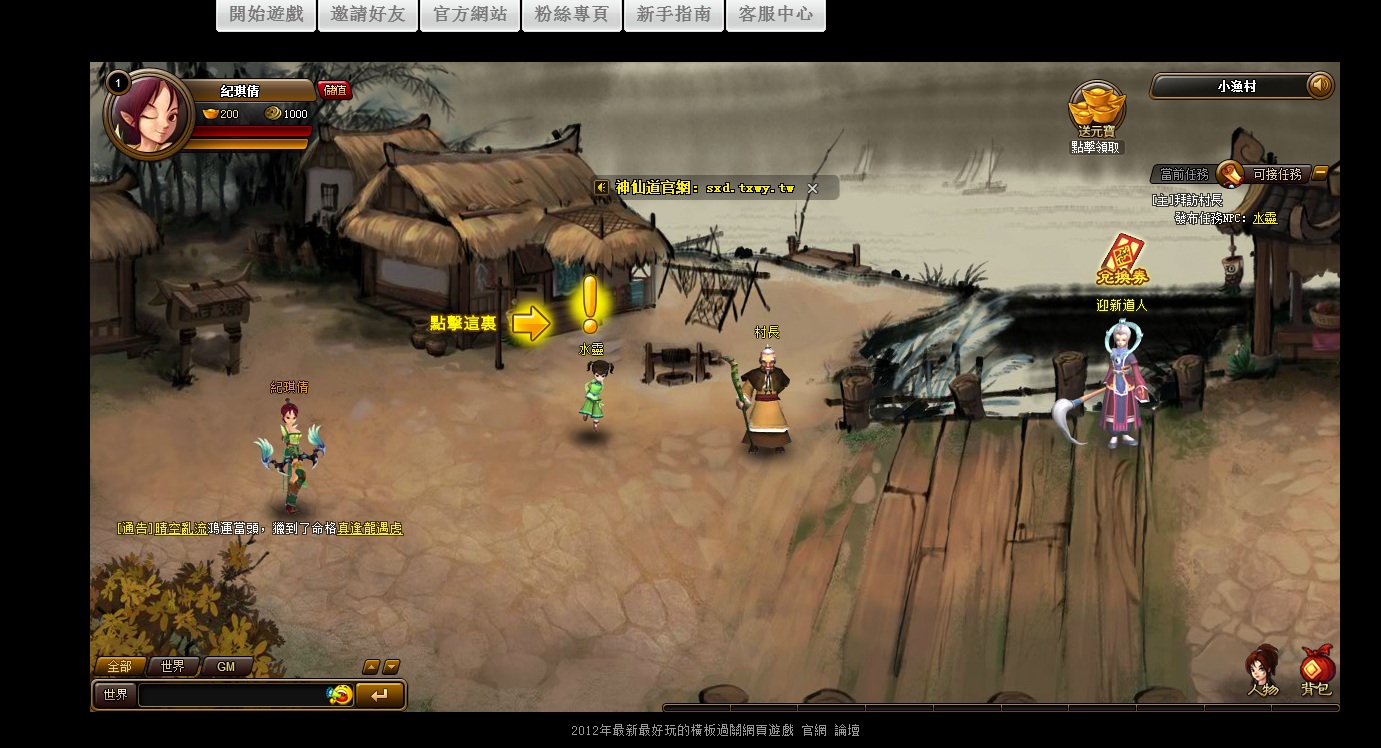 開始遊戲 邀請好友 官方網站 粉絲專頁 新手指南 客服中心
1
紀琪倩
儲值
200 1000
送元寶
點擊領取
小漁村
當前任務 可接任務
[主]拜訪村長
發布任務NPC: 水靈
神仙道官網: sxd.txwy.tw
兌換券
迎新道人
點擊這裏
水靈
村長
紀琪倩
[通告]晴空亂流鴻運當頭, 獵到了命格真逢龍遇虎
全部 世界 GM
世界
人物 背包
2012年最新最好玩的橫板過關網頁遊戲 官網 論壇